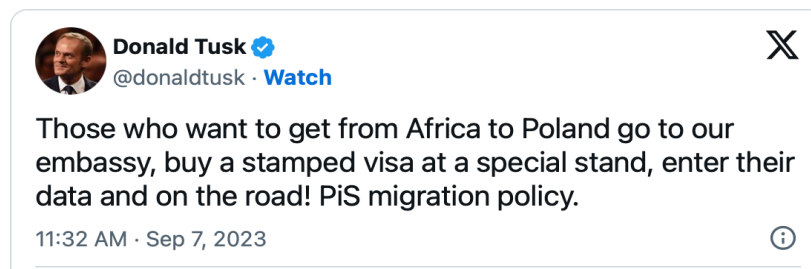 Donald Tusk
X
@donaldtusk · Watch
Those who want to get from Africa to Poland go to our
embassy, buy a stamped visa at a special stand, enter their
data and on the road! PiS migration policy.
11:32 AM · Sep 7, 2023